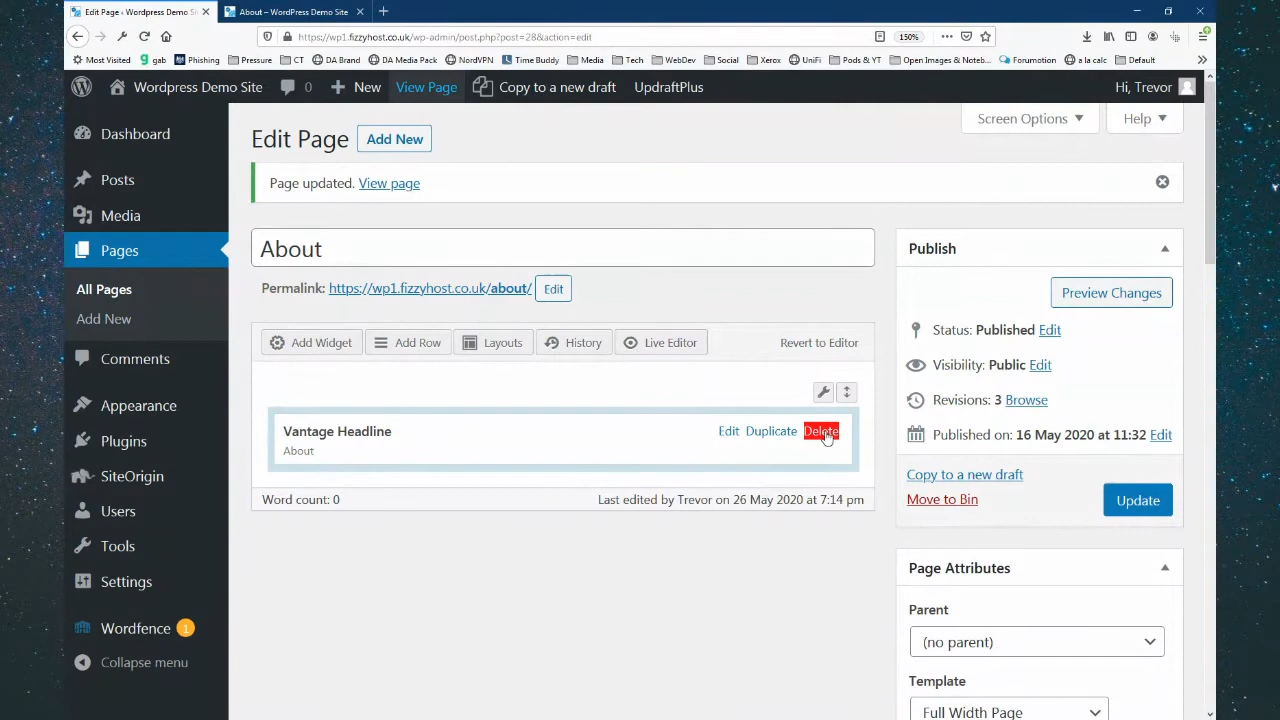 Edit Page ‹ Wordpress Demo Si
About – WordPress Demo Site
https://wp1.fizzyhost.co.uk/wp-admin/post.php?post=28&action=edit
150%
Most Visited
gab
Phishing
Pressure
CT
DA Brand
DA Media Pack
NordVPN
Time Buddy
Media
Tech
WebDev
Social
Xerox
UniFi
Pods & YT
Open Images & Noteb...
Forumotion
a la calc
Default
Wordpress Demo Site
0
New
View Page
Copy to a new draft
UpdraftPlus
Hi, Trevor
Dashboard
Posts
Media
Pages
All Pages
Add New
Comments
Appearance
Plugins
SiteOrigin
Users
Tools
Settings
Wordfence 1
Collapse menu
Screen Options
Help
Edit Page
Add New
Page updated. View page
About
Permalink: https://wp1.fizzyhost.co.uk/about/ Edit
Add Widget
Add Row
Layouts
History
Live Editor
Revert to Editor
Vantage Headline
Edit Duplicate Delete
About
Word count: 0
Last edited by Trevor on 26 May 2020 at 7:14 pm
Publish
Preview Changes
Status: Published Edit
Visibility: Public Edit
Revisions: 3 Browse
Published on: 16 May 2020 at 11:32 Edit
Copy to a new draft
Move to Bin
Update
Page Attributes
Parent
(no parent)
Template
Full Width Page